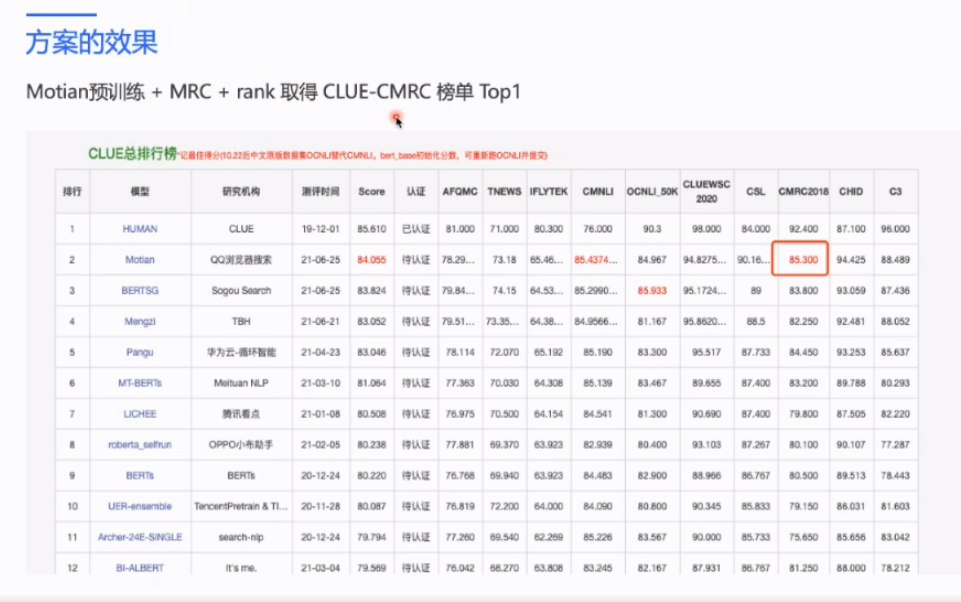 方案的效果
Motian预训练 + MRC + rank 取得 CLUE-CMRC 榜单 Top1
CLUE总排行榜-记最佳得分(10.22后中文原版数据集OCNLI替代CMNLI。bert_base初始化分数，可重新跑OCNLI并提交)
排行 模型 研究机构 测评时间 Score 认证 AFQMC TNEWS IFLYTEK CMNLI OCNLI_50K CLUEWSC 2020 CSL CMRC2018 CHID C3
1 HUMAN CLUE 19-12-01 85.610 已认证 81.000 71.000 80.300 76.000 90.3 98.000 84.000 92.400 87.100 96.000
2 Motian QQ浏览器搜索 21-06-25 84.055 待认证 78.29... 73.18 65.46... 85.4374... 84.967 94.8275... 90.16... 85.300 94.425 88.489
3 BERTSG Sogou Search 21-06-25 83.824 待认证 79.84... 74.15 64.53... 85.2990... 85.933 95.1724... 89 83.800 93.059 87.436
4 Mengzi TBH 21-06-21 83.052 待认证 79.51... 73.35... 64.38... 84.9566... 81.167 95.8620... 88.5 82.250 92.481 88.052
5 Pangu 华为云-循环智能 21-04-23 83.046 待认证 78.114 72.070 65.192 85.190 83.300 95.517 87.733 84.450 93.253 85.637
6 MT-BERTs Meituan NLP 21-03-10 81.064 待认证 77.363 70.030 64.308 85.139 83.467 89.655 87.400 83.200 89.788 80.293
7 LICHEE 腾讯看点 21-01-08 80.508 待认证 76.975 70.500 64.154 84.541 81.300 90.690 87.400 79.800 87.505 82.220
8 roberta_selfrun OPPO小布助手 21-02-05 80.238 待认证 77.881 69.370 63.923 82.939 80.400 93.103 87.267 80.100 90.107 77.287
9 BERTs BERTs 20-12-24 80.220 待认证 76.768 69.940 63.923 84.483 82.900 88.966 86.767 80.500 89.513 78.443
10 UER-ensemble TencentPretrain & TI... 20-11-28 80.087 待认证 76.819 72.200 64.000 84.090 80.800 90.345 85.833 79.150 86.031 81.603
11 Archer-24E-SINGLE search-nlp 20-12-24 79.794 待认证 77.260 69.540 62.269 85.226 83.567 90.000 85.733 75.650 85.656 83.042
12 BI-ALBERT It's me. 21-03-04 79.569 待认证 76.042 68.270 63.808 83.245 82.167 87.931 86.767 81.250 88.000 78.212